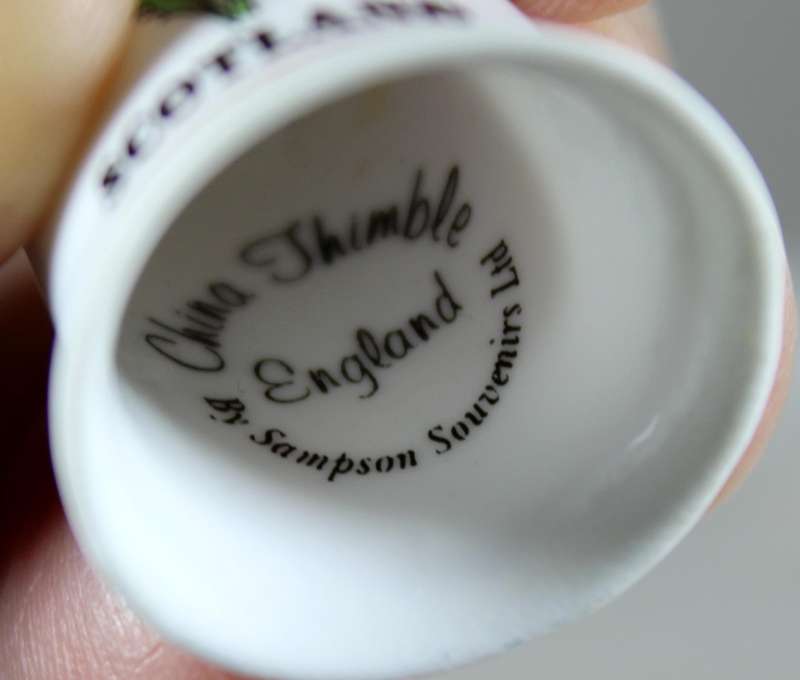 SCOTLAND
China Thimble
England
By Sampson Souvenirs Ltd